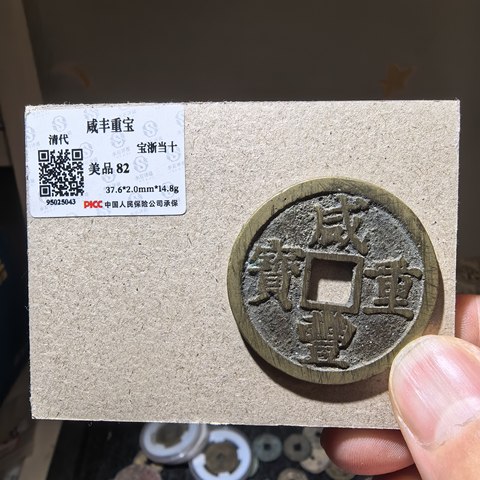 咸丰重宝
清代
宝浙当十
美品 82
37.6*2.0mm*14.8g
95025043
PICC 中国人民保险公司承保
咸
寶 重
豐